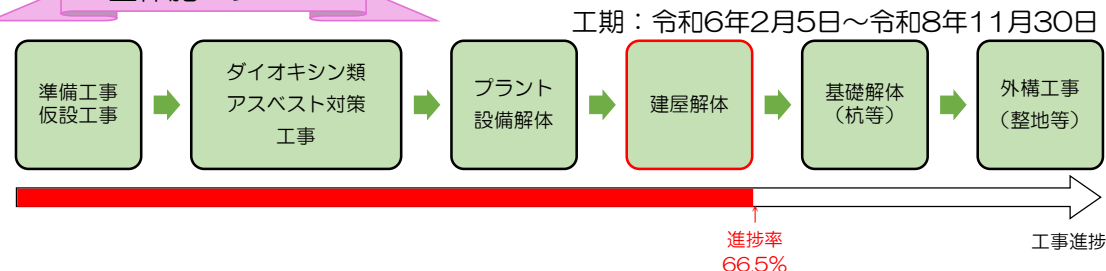 工期：令和6年2月5日～令和8年11月30日
準備工事
仮設工事
ダイオキシン類
アスベスト対策
工事
プラント
設備解体
建屋解体
基礎解体
（杭等）
外構工事
（整地等）
進捗率
66.5%
工事進捗